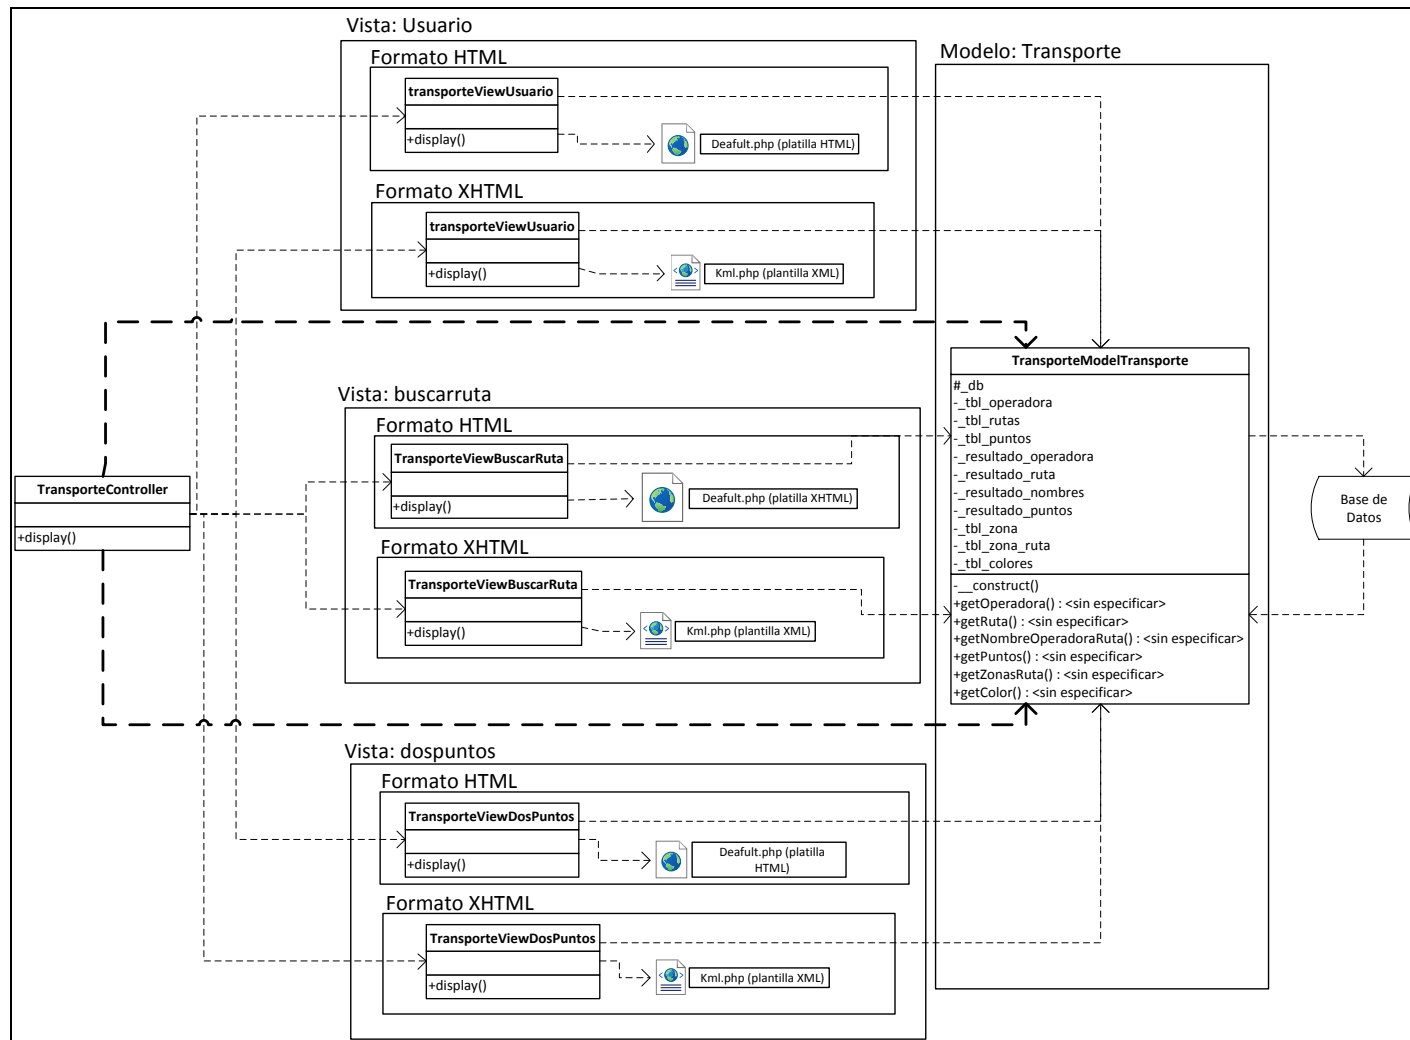 Vista: Usuario
Formato HTML
transporteViewUsuario
+display()
Deafult.php (platilla HTML)
Formato XHTML
transporteViewUsuario
+display()
Kml.php (plantilla XML)
Modelo: Transporte
TransporteModelTransporte
#_db
-_tbl_operadora
-_tbl_rutas
-_tbl_puntos
-_resultado_operadora
-_resultado_ruta
-_resultado_nombres
-_resultado_puntos
-_tbl_zona
-_tbl_zona_ruta
-_tbl_colores
-__construct()
+getOperadora() : <sin especificar>
+getRuta() : <sin especificar>
+getNombreOperadoraRuta() : <sin especificar>
+getPuntos() : <sin especificar>
+getZonasRuta() : <sin especificar>
+getColor() : <sin especificar>
Base de
Datos
TransporteController
+display()
Vista: buscarruta
Formato HTML
TransporteViewBuscarRuta
+display()
Deafult.php (platilla XHTML)
Formato XHTML
TransporteViewBuscarRuta
+display()
Kml.php (plantilla XML)
Vista: dospuntos
Formato HTML
TransporteViewDosPuntos
+display()
Deafult.php (platilla
HTML)
Formato XHTML
TransporteViewDosPuntos
+display()
Kml.php (plantilla XML)